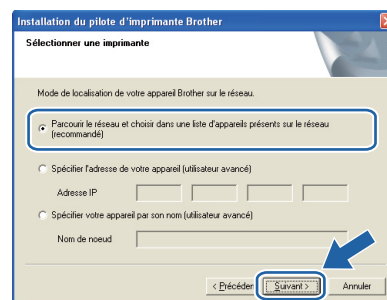 Installation du pilote d'imprimante Brother
Sélectionner une imprimante
Mode de localisation de votre appareil Brother sur le réseau.
Parcourir le réseau et choisir dans une liste d'appareils présents sur le réseau
(recommandé)
Spécifier l'adresse de votre appareil (utilisateur avancé)
Adresse IP
Spécifier votre appareil par son nom (utilisateur avancé)
Nom de noeud
< Précéden
Suivant >
Annuler